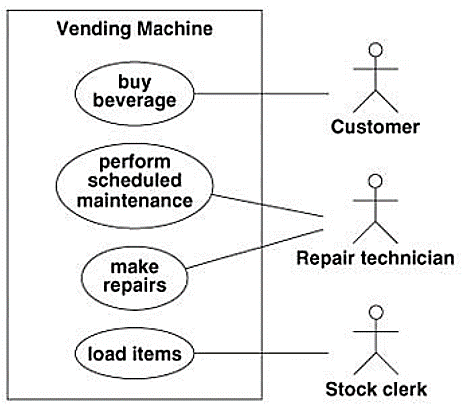 Vending Machine
buy
beverage
Customer
perform
scheduled
maintenance
Repair technician
make
repairs
load items
Stock clerk